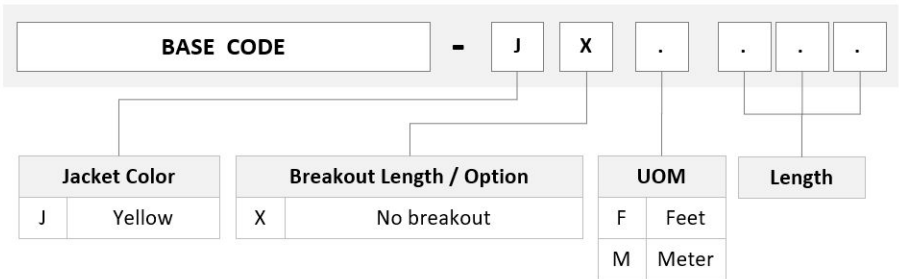 BASE CODE - J X . . . .
Jacket Color
J Yellow
Breakout Length / Option
X No breakout
UOM
F Feet
M Meter
Length